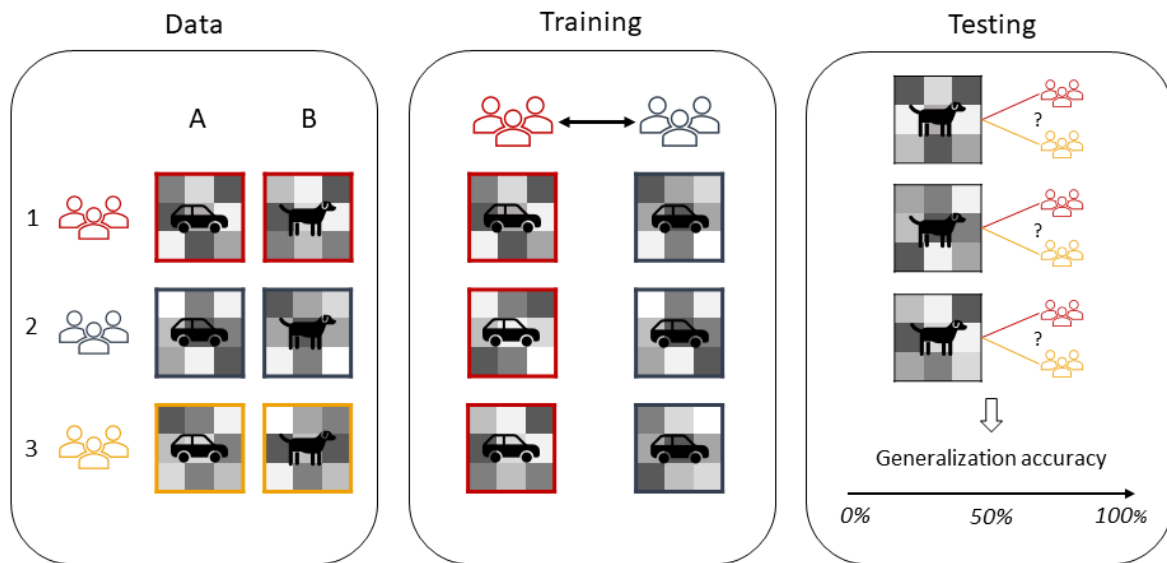 Data
Training
Testing
A B
1
2
3
?
?
?
Generalization accuracy
0% 50% 100%